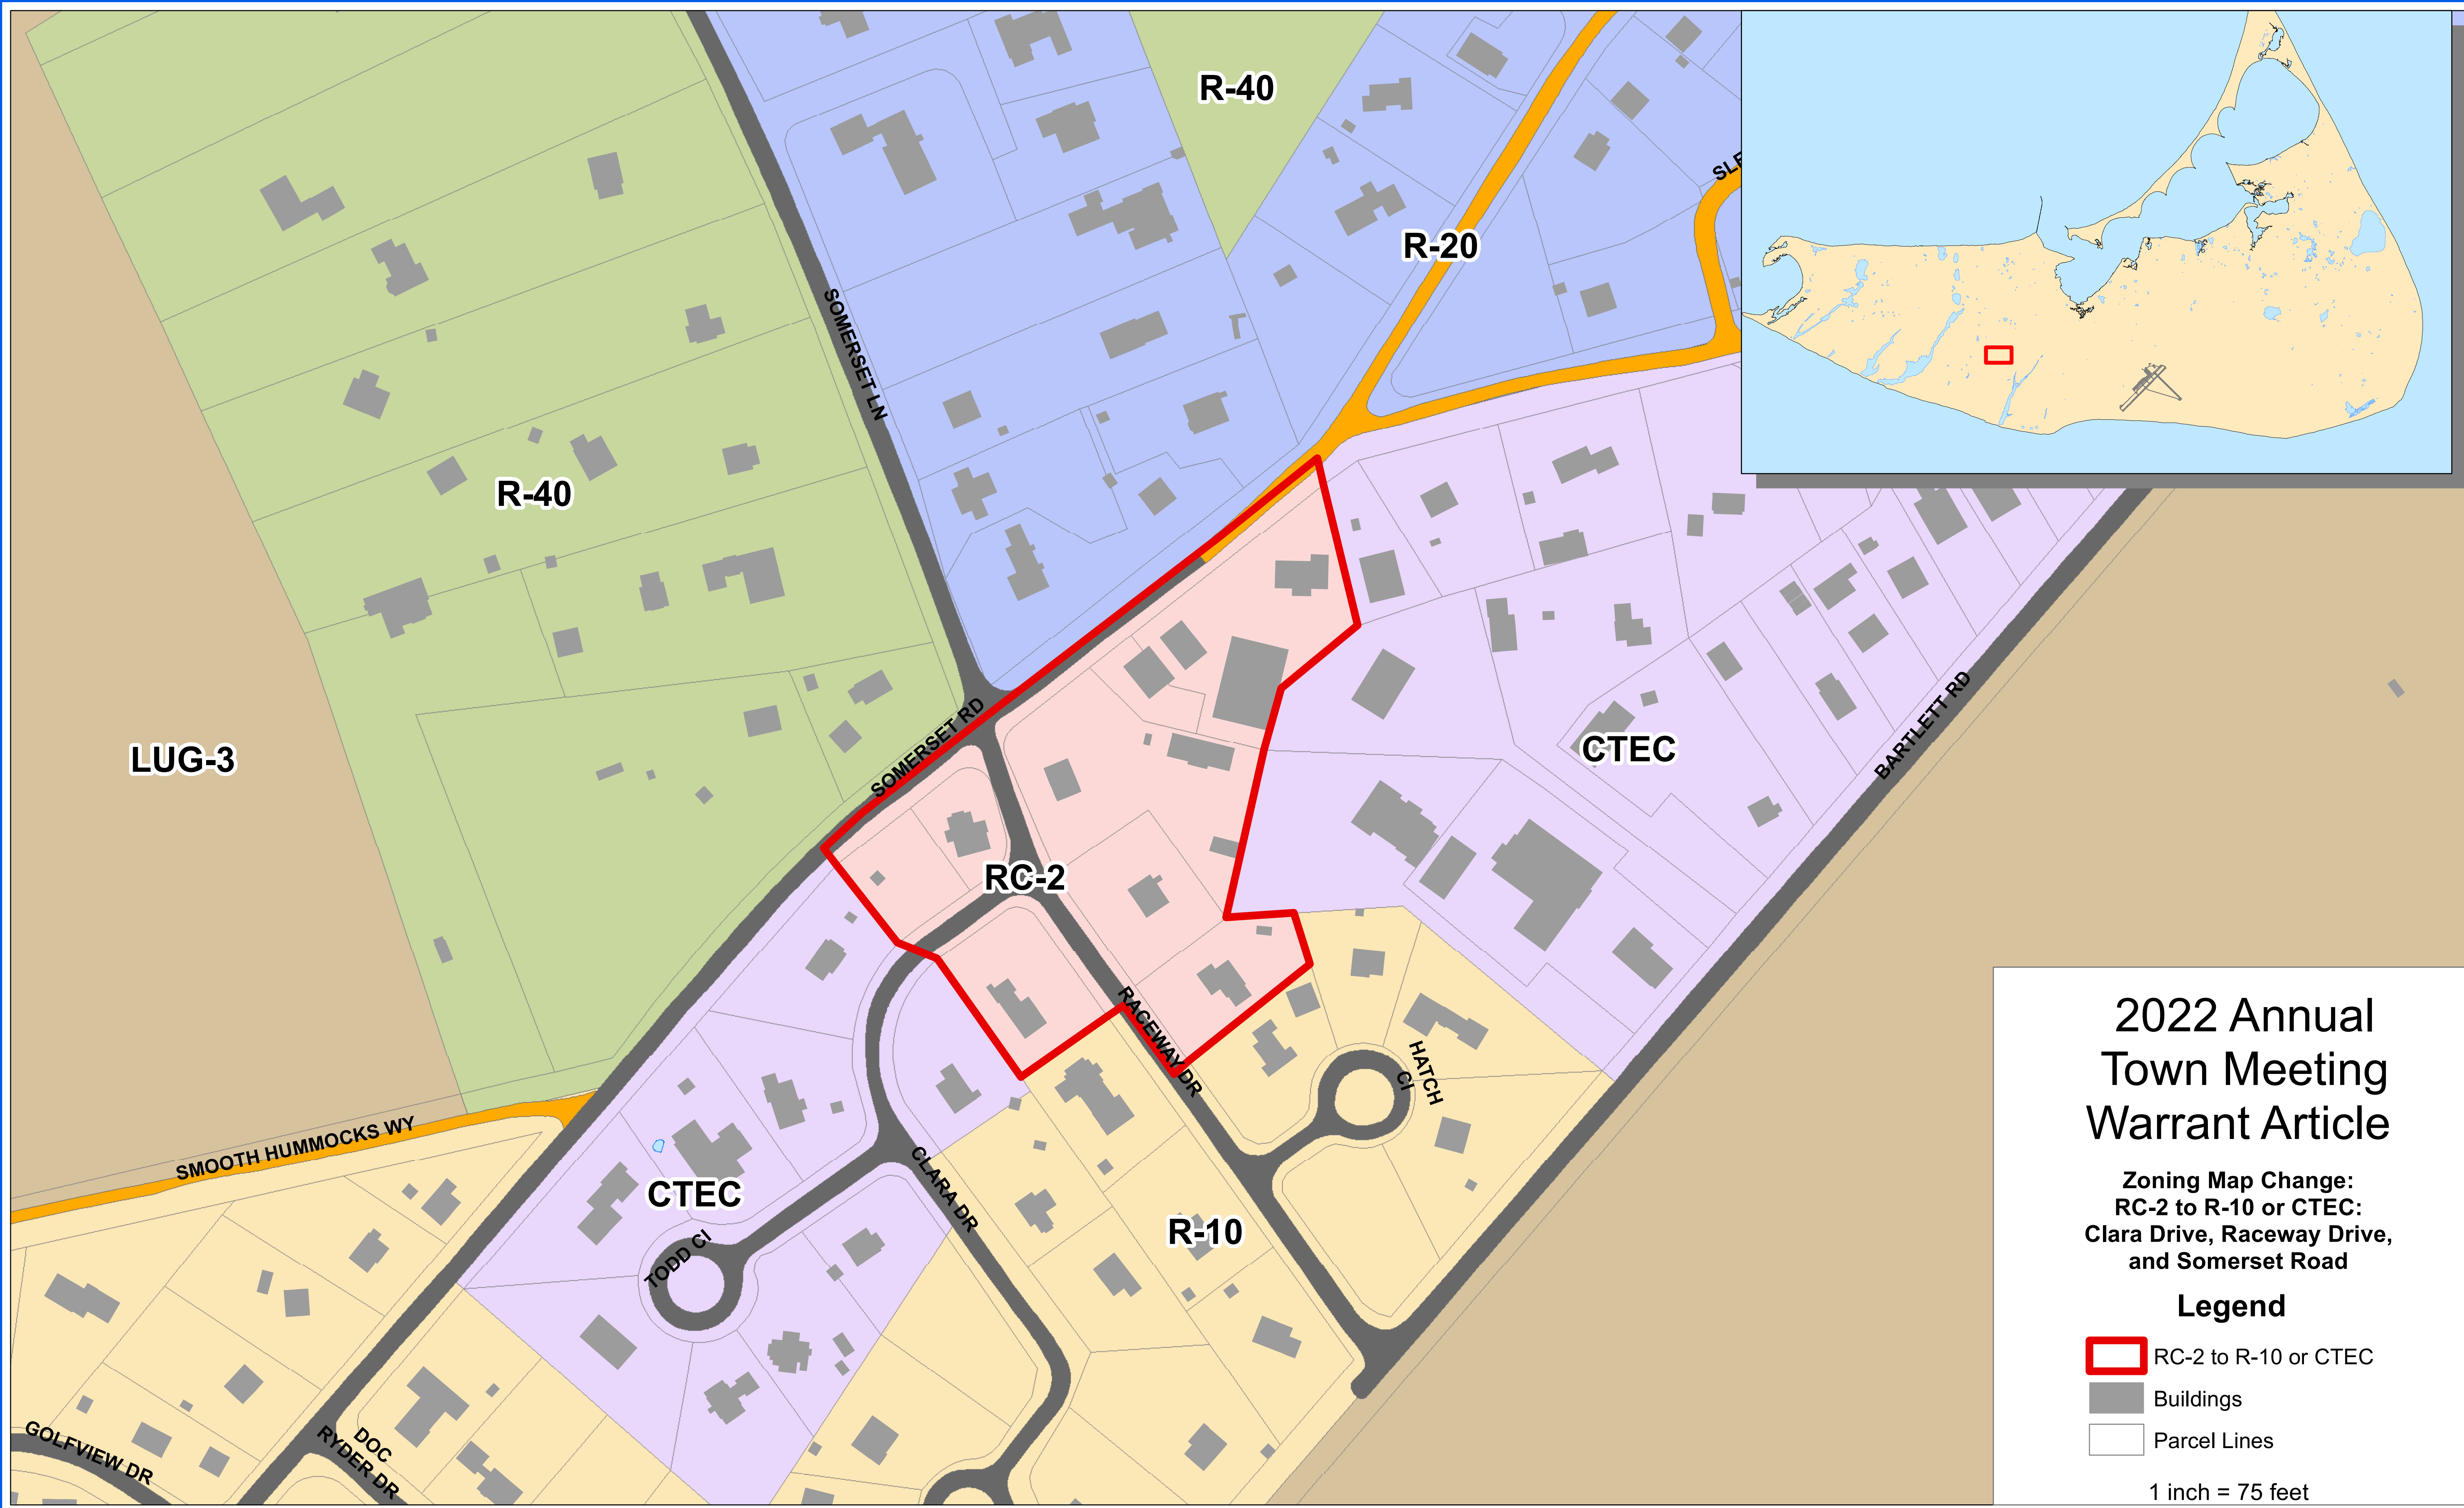 R-40
R-20
SOMERSET LN
R-40
SOMERSET RD
LUG-3
CTEC
BARTLETT RD
RC-2
RACEWAY DR
HATCH
CI
SMOOTH HUMMOCKS WY
CLARA DR
CTEC
TODD CI
R-10
GOLFVIEW DR
DOC
RYDER DR
2022 Annual
Town Meeting
Warrant Article
Zoning Map Change:
RC-2 to R-10 or CTEC:
Clara Drive, Raceway Drive,
and Somerset Road
Legend
RC-2 to R-10 or CTEC
Buildings
Parcel Lines
1 inch = 75 feet